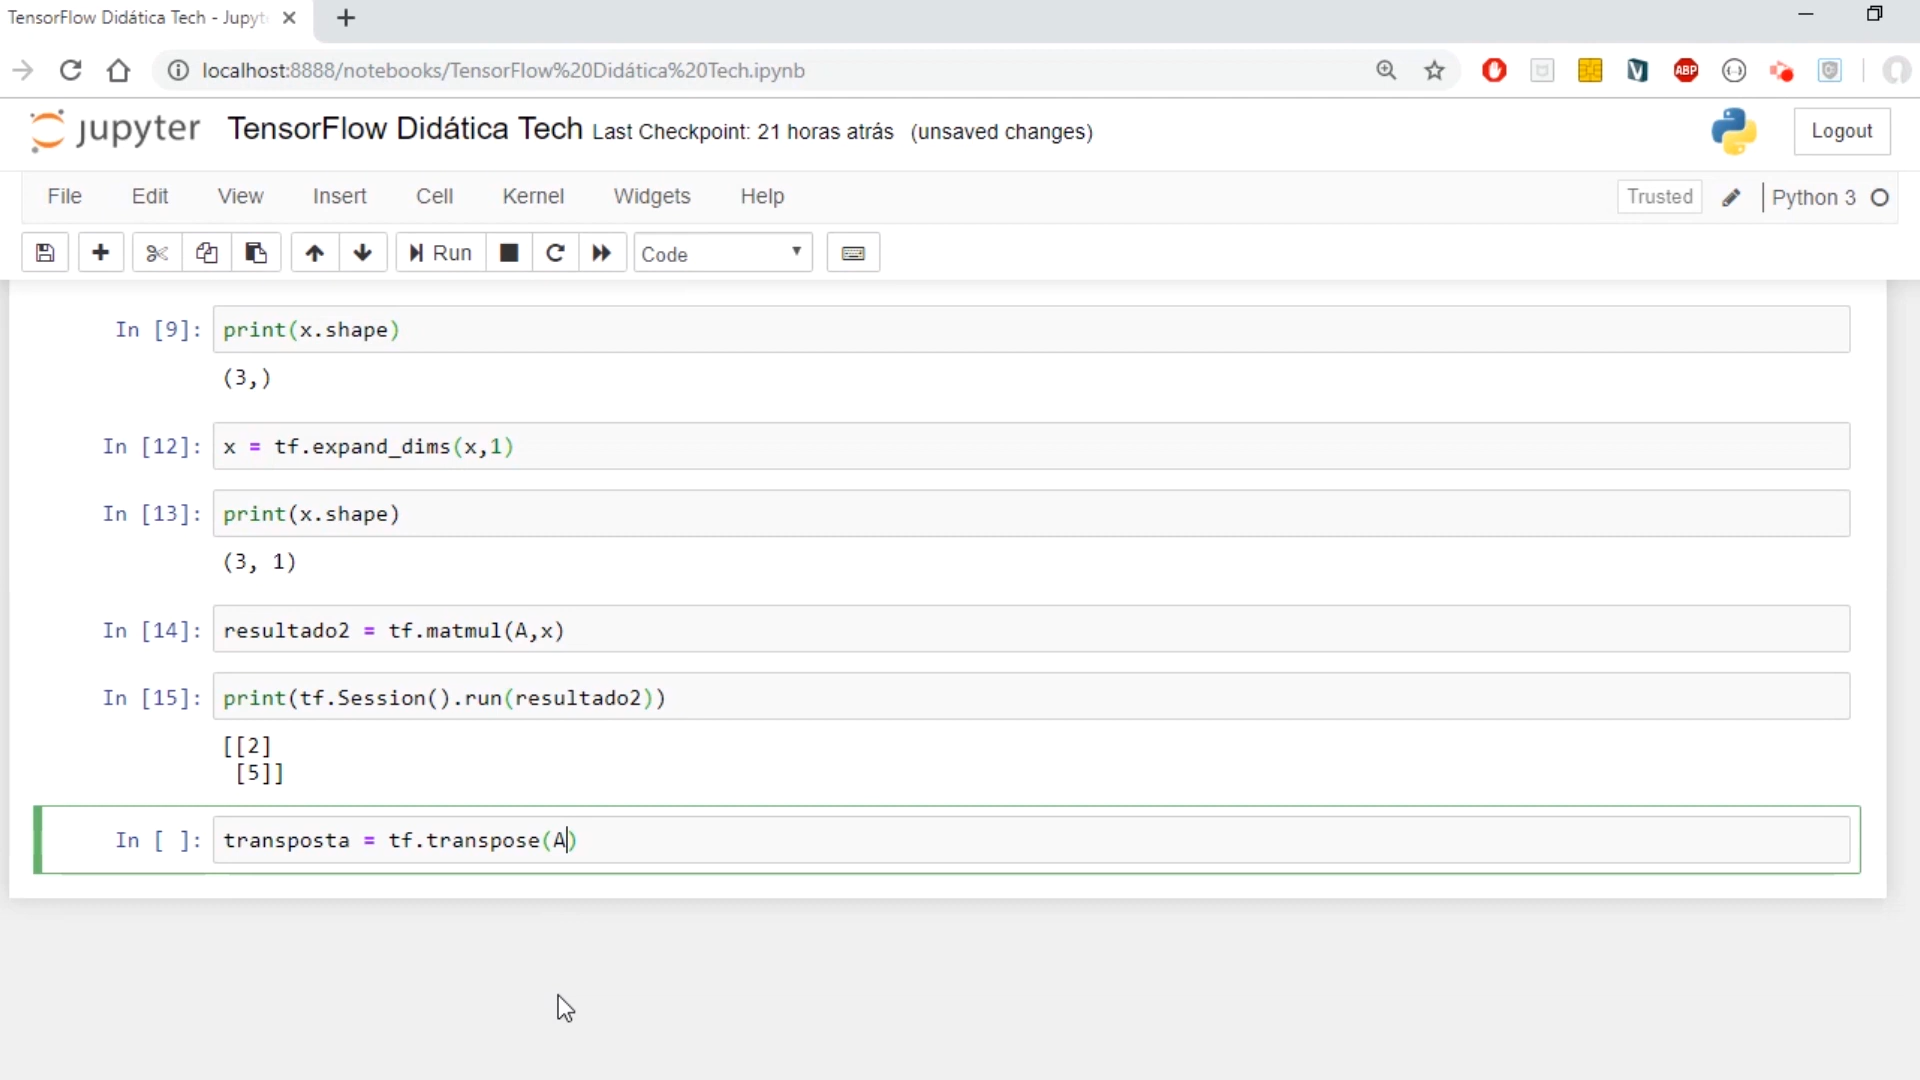 TensorFlow Didática Tech - Jupyt
localhost:8888/notebooks/TensorFlow%20Didática%20Tech.ipynb
ABP
jupyter TensorFlow Didática Tech Last Checkpoint: 21 horas atrás (unsaved changes)
Logout
File Edit View Insert Cell Kernel Widgets Help
Trusted Python 3
Run Code
In [9]: print(x.shape)
(3,)
In [12]: x = tf.expand_dims(x,1)
In [13]: print(x.shape)
(3, 1)
In [14]: resultado2 = tf.matmul(A,x)
In [15]: print(tf.Session().run(resultado2))
[[2]
[5]]
In [ ]: transposta = tf.transpose(A)